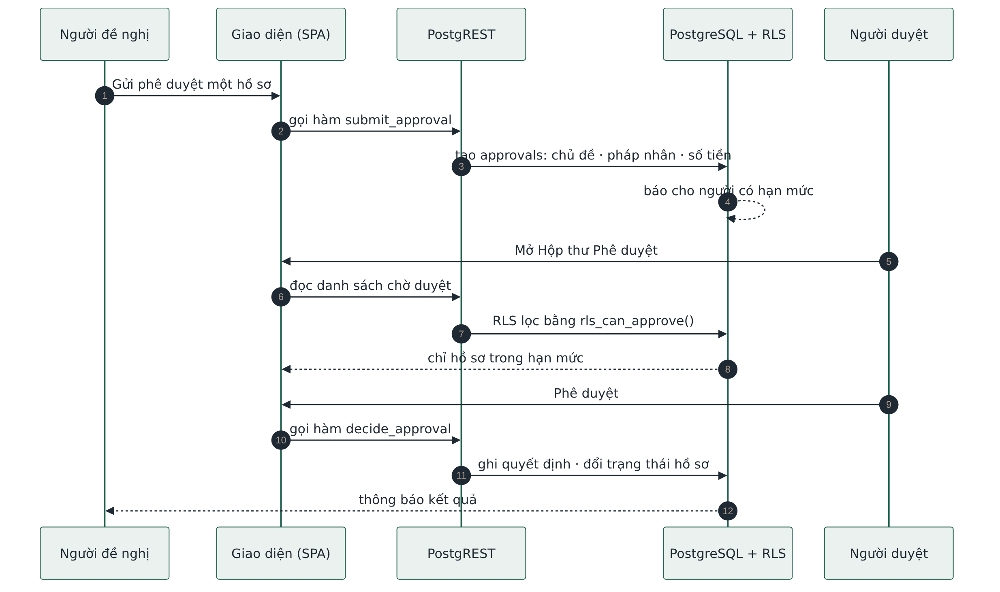 Người đề nghị
Giao diện (SPA)
PostgREST
PostgreSQL + RLS
Người duyệt
Gửi phê duyệt một hồ sơ
1
gọi hàm submit_approval
2
tạo approvals: chủ đề · pháp nhân · số tiền
3
báo cho người có hạn mức
4
Mở Hộp thư Phê duyệt
5
đọc danh sách chờ duyệt
6
RLS lọc bằng rls_can_approve()
7
chỉ hồ sơ trong hạn mức
8
Phê duyệt
9
gọi hàm decide_approval
10
ghi quyết định · đổi trạng thái hồ sơ
11
thông báo kết quả
12
Người đề nghị
Giao diện (SPA)
PostgREST
PostgreSQL + RLS
Người duyệt